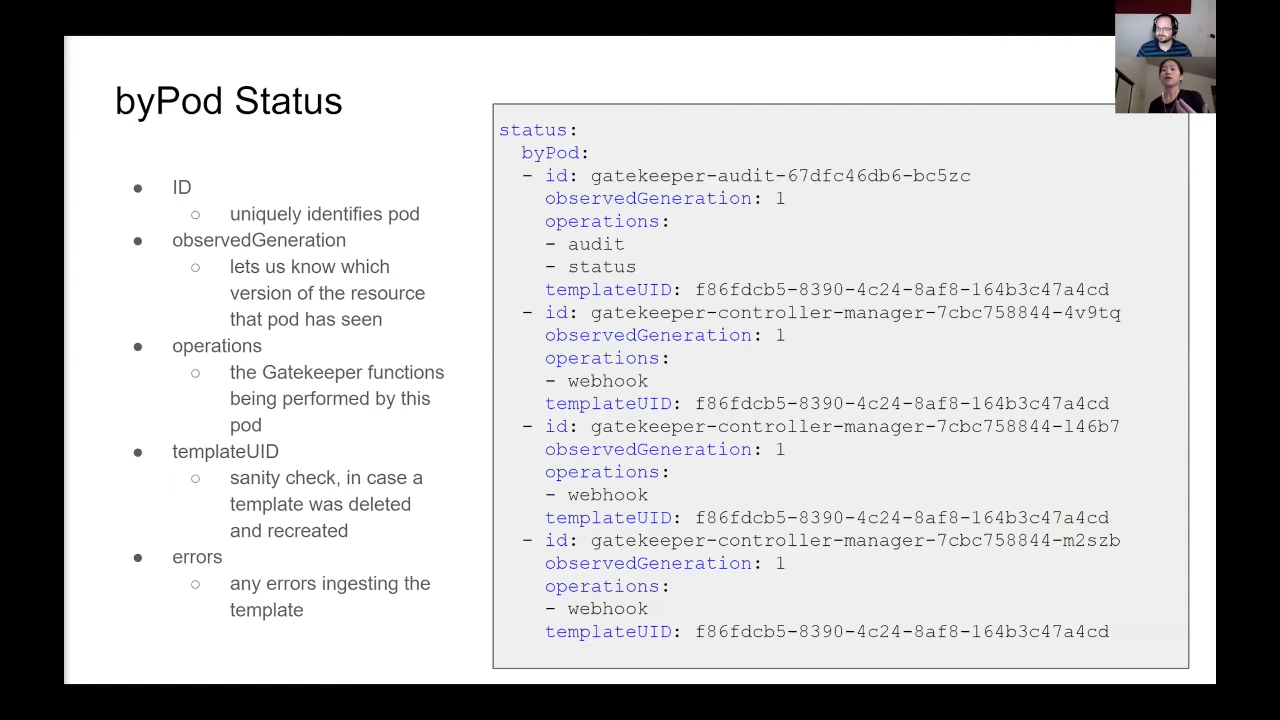 byPod Status
● ID
○ uniquely identifies pod
● observedGeneration
○ lets us know which
version of the resource
that pod has seen
● operations
○ the Gatekeeper functions
being performed by this
pod
● templateUID
○ sanity check, in case a
template was deleted
and recreated
● errors
○ any errors ingesting the
template
status:
  byPod:
  - id: gatekeeper-audit-67dfc46db6-bc5zc
    observedGeneration: 1
    operations:
    - audit
    - status
    templateUID: f86fdcb5-8390-4c24-8af8-164b3c47a4cd
  - id: gatekeeper-controller-manager-7cbc758844-4v9tq
    observedGeneration: 1
    operations:
    - webhook
    templateUID: f86fdcb5-8390-4c24-8af8-164b3c47a4cd
  - id: gatekeeper-controller-manager-7cbc758844-l46b7
    observedGeneration: 1
    operations:
    - webhook
    templateUID: f86fdcb5-8390-4c24-8af8-164b3c47a4cd
  - id: gatekeeper-controller-manager-7cbc758844-m2szb
    observedGeneration: 1
    operations:
    - webhook
    templateUID: f86fdcb5-8390-4c24-8af8-164b3c47a4cd